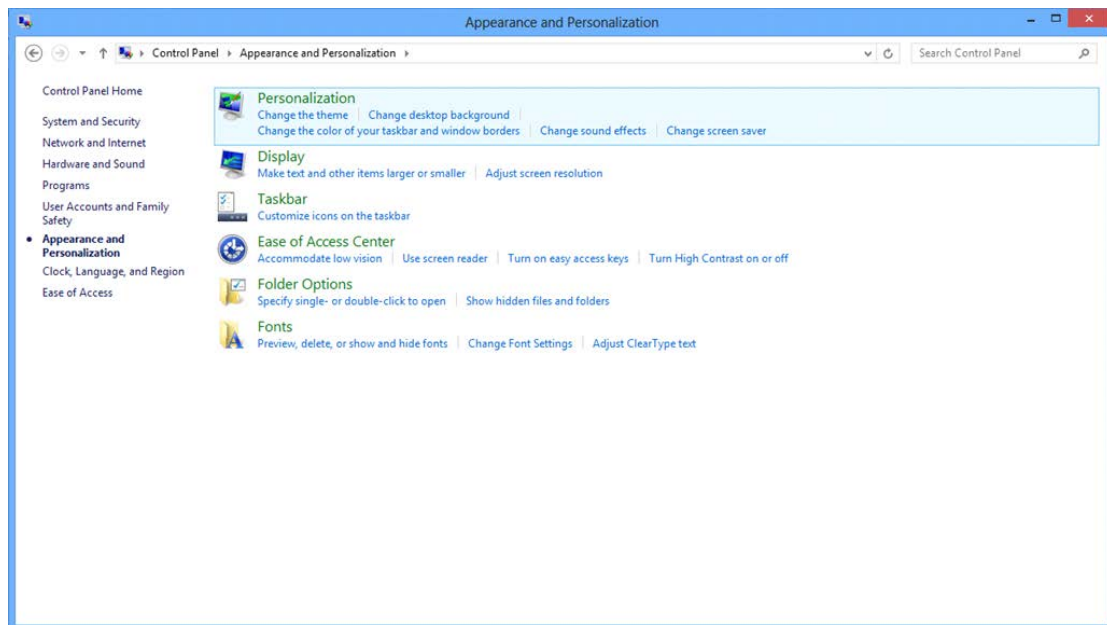 Appearance and Personalization
Control Panel Appearance and Personalization
Search Control Panel
Control Panel Home
System and Security
Network and Internet
Hardware and Sound
Programs
User Accounts and Family
Safety
Appearance and
Personalization
Clock, Language, and Region
Ease of Access
Personalization
Change the theme Change desktop background
Change the color of your taskbar and window borders Change sound effects Change screen saver
Display
Make text and other items larger or smaller Adjust screen resolution
Taskbar
Customize icons on the taskbar
Ease of Access Center
Accommodate low vision Use screen reader Turn on easy access keys Turn High Contrast on or off
Folder Options
Specify single- or double-click to open Show hidden files and folders
Fonts
Preview, delete, or show and hide fonts Change Font Settings Adjust ClearType text